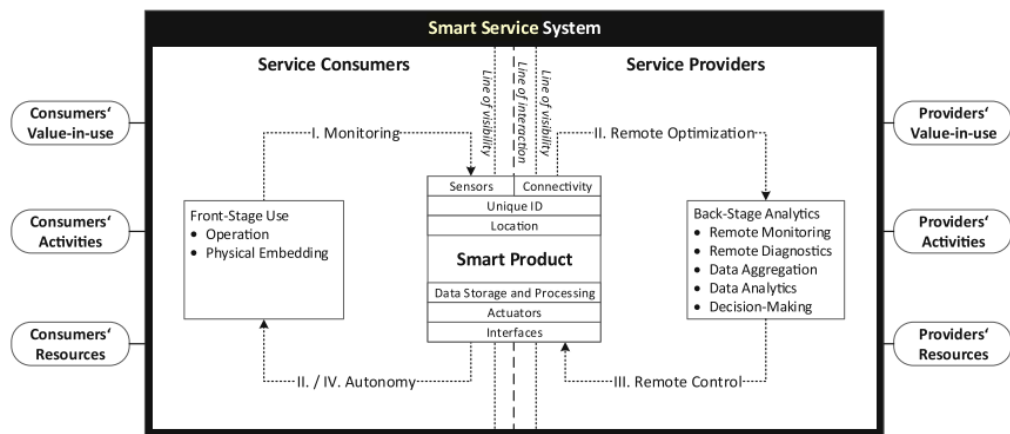 Smart Service System
Service Consumers
Service Providers
Line of visibility
Line of interaction
Line of visibility
Consumers‘
Value-in-use
Consumers‘
Activities
Consumers‘
Resources
I. Monitoring
II. Remote Optimization
Front-Stage Use
• Operation
• Physical Embedding
Sensors
Connectivity
Unique ID
Location
Smart Product
Data Storage and Processing
Actuators
Interfaces
Back-Stage Analytics
• Remote Monitoring
• Remote Diagnostics
• Data Aggregation
• Data Analytics
• Decision-Making
II. / IV. Autonomy
III. Remote Control
Providers‘
Value-in-use
Providers‘
Activities
Providers‘
Resources